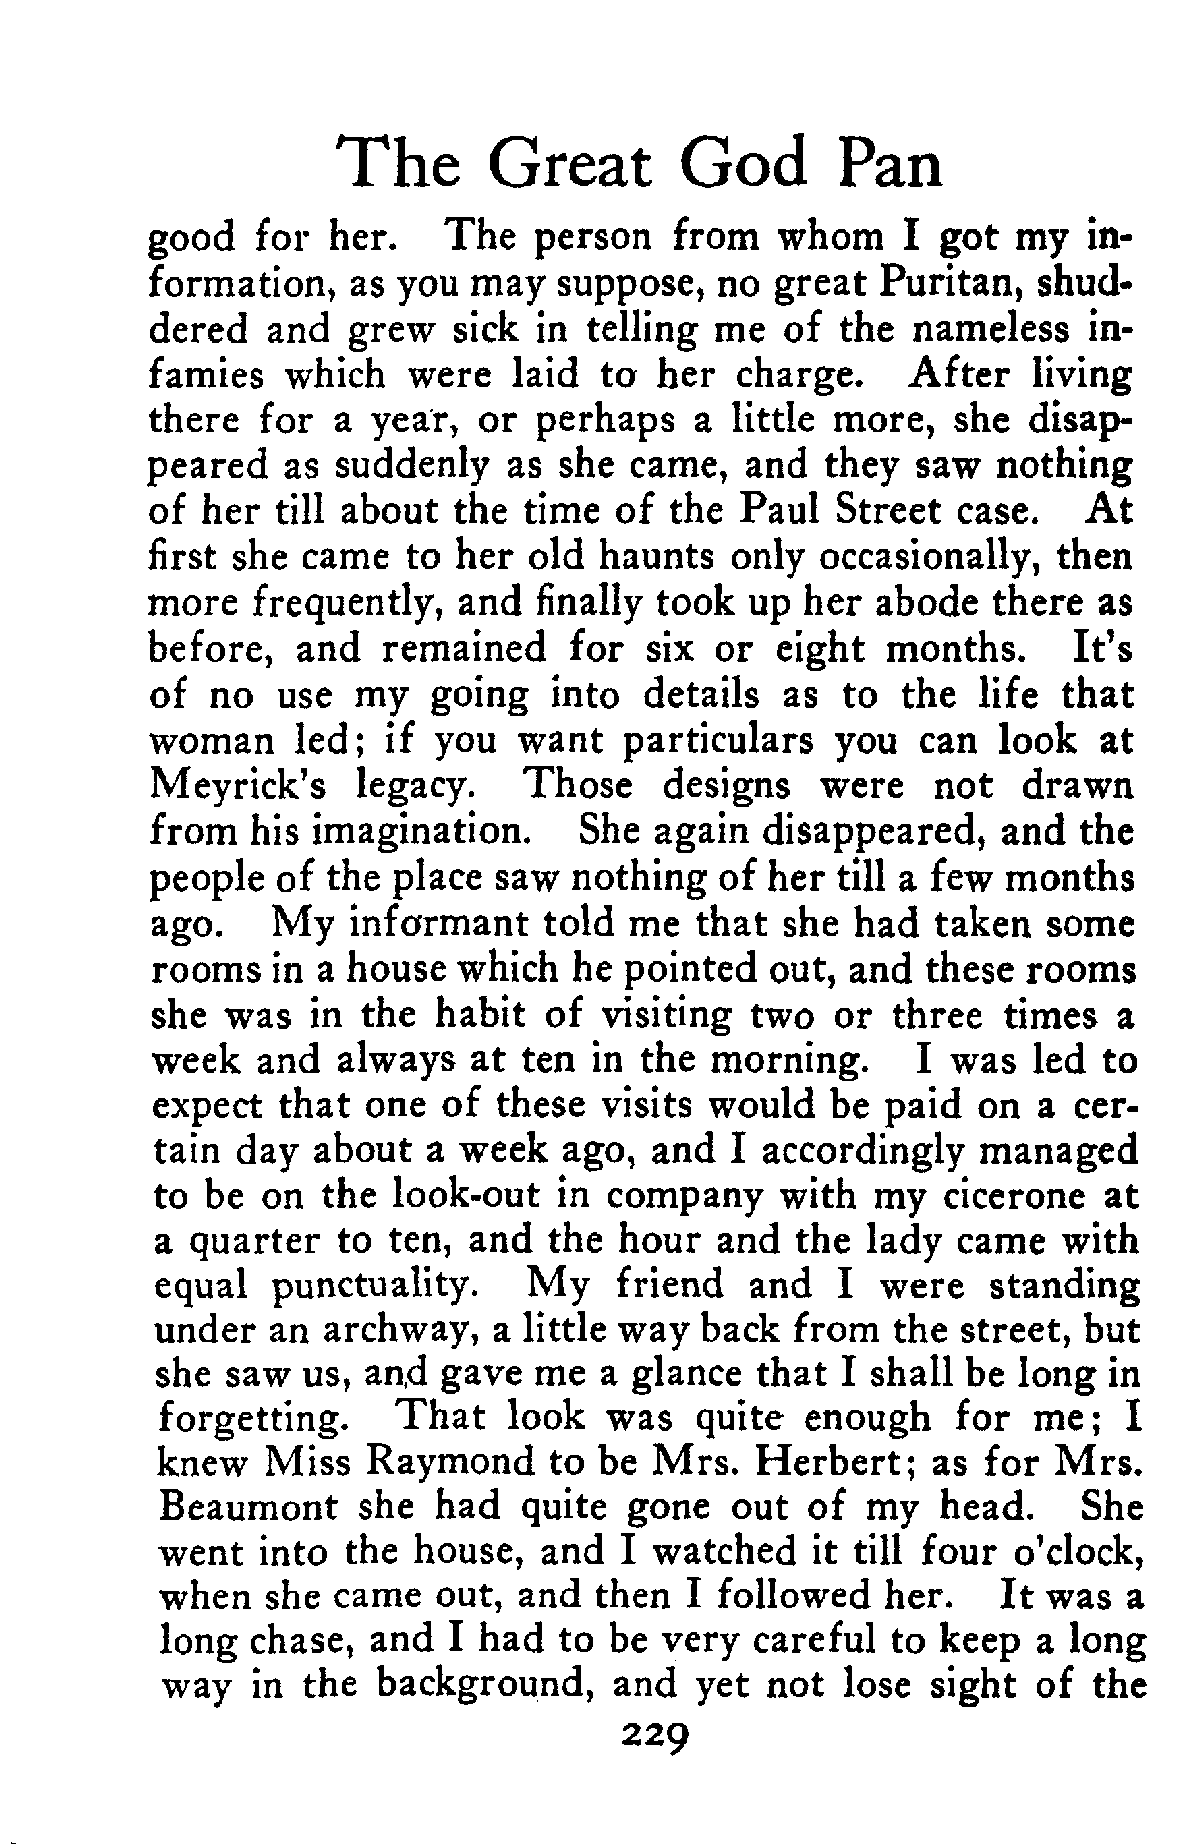 The Great God Pan
good for her. The person from whom I got my in-
formation, as you may suppose, no great Puritan, shud-
dered and grew sick in telling me of the nameless in-
famies which were laid to her charge. After living
there for a year, or perhaps a little more, she disap-
peared as suddenly as she came, and they saw nothing
of her till about the time of the Paul Street case. At
first she came to her old haunts only occasionally, then
more frequently, and finally took up her abode there as
before, and remained for six or eight months. It's
of no use my going into details as to the life that
woman led; if you want particulars you can look at
Meyrick's legacy. Those designs were not drawn
from his imagination. She again disappeared, and the
people of the place saw nothing of her till a few months
ago. My informant told me that she had taken some
rooms in a house which he pointed out, and these rooms
she was in the habit of visiting two or three times a
week and always at ten in the morning. I was led to
expect that one of these visits would be paid on a cer-
tain day about a week ago, and I accordingly managed
to be on the look-out in company with my cicerone at
a quarter to ten, and the hour and the lady came with
equal punctuality. My friend and I were standing
under an archway, a little way back from the street, but
she saw us, and gave me a glance that I shall be long in
forgetting. That look was quite enough for me; I
knew Miss Raymond to be Mrs. Herbert; as for Mrs.
Beaumont she had quite gone out of my head. She
went into the house, and I watched it till four o'clock,
when she came out, and then I followed her. It was a
long chase, and I had to be very careful to keep a long
way in the background, and yet not lose sight of the
229